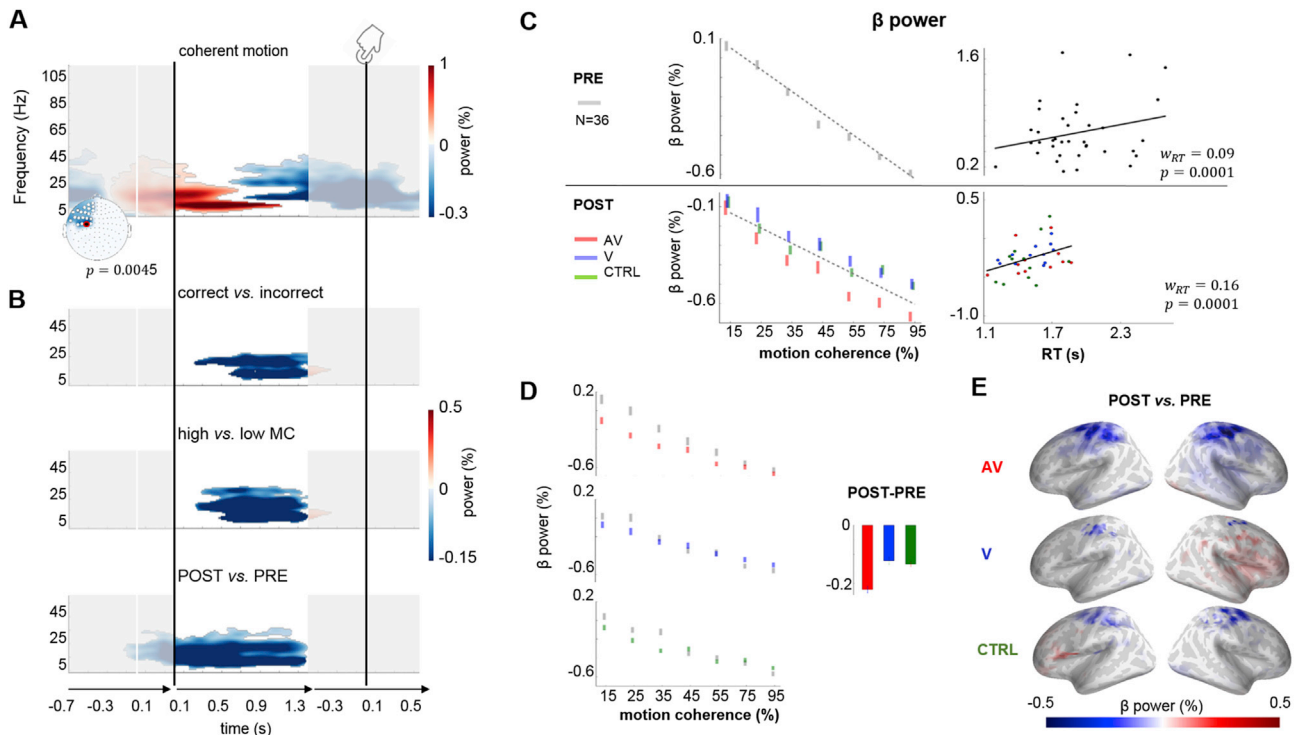 A
coherent motion
105
85
65
45
25
5
Frequency (Hz)
p = 0.0045
1
0
-0.3
power (%)
B
correct vs. incorrect
45
25
5
high vs. low MC
45
25
5
0.5
0
-0.15
power (%)
POST vs. PRE
45
25
5
-0.7 -0.4 0.1 0.1 0.5 0.9 1.3 -0.4 0.1 0.6
time (s)
C
β power
PRE
N=36
0.1
-0.6
β power (%)
1.6
0.2
wRT = 0.09
p = 0.0001
POST
AV
V
CTRL
-0.1
-0.6
β power (%)
15 25 35 45 55 75 95
motion coherence (%)
0.5
-1.0
wRT = 0.16
p = 0.0001
1.1 1.7 2.3
RT (s)
D
0.2
-0.6
0.2
-0.6
0.2
-0.6
β power (%)
15 25 35 45 55 75 95
motion coherence (%)
POST-PRE
0
-0.2
E
POST vs. PRE
AV
V
CTRL
β power (%)
-0.5 0.5